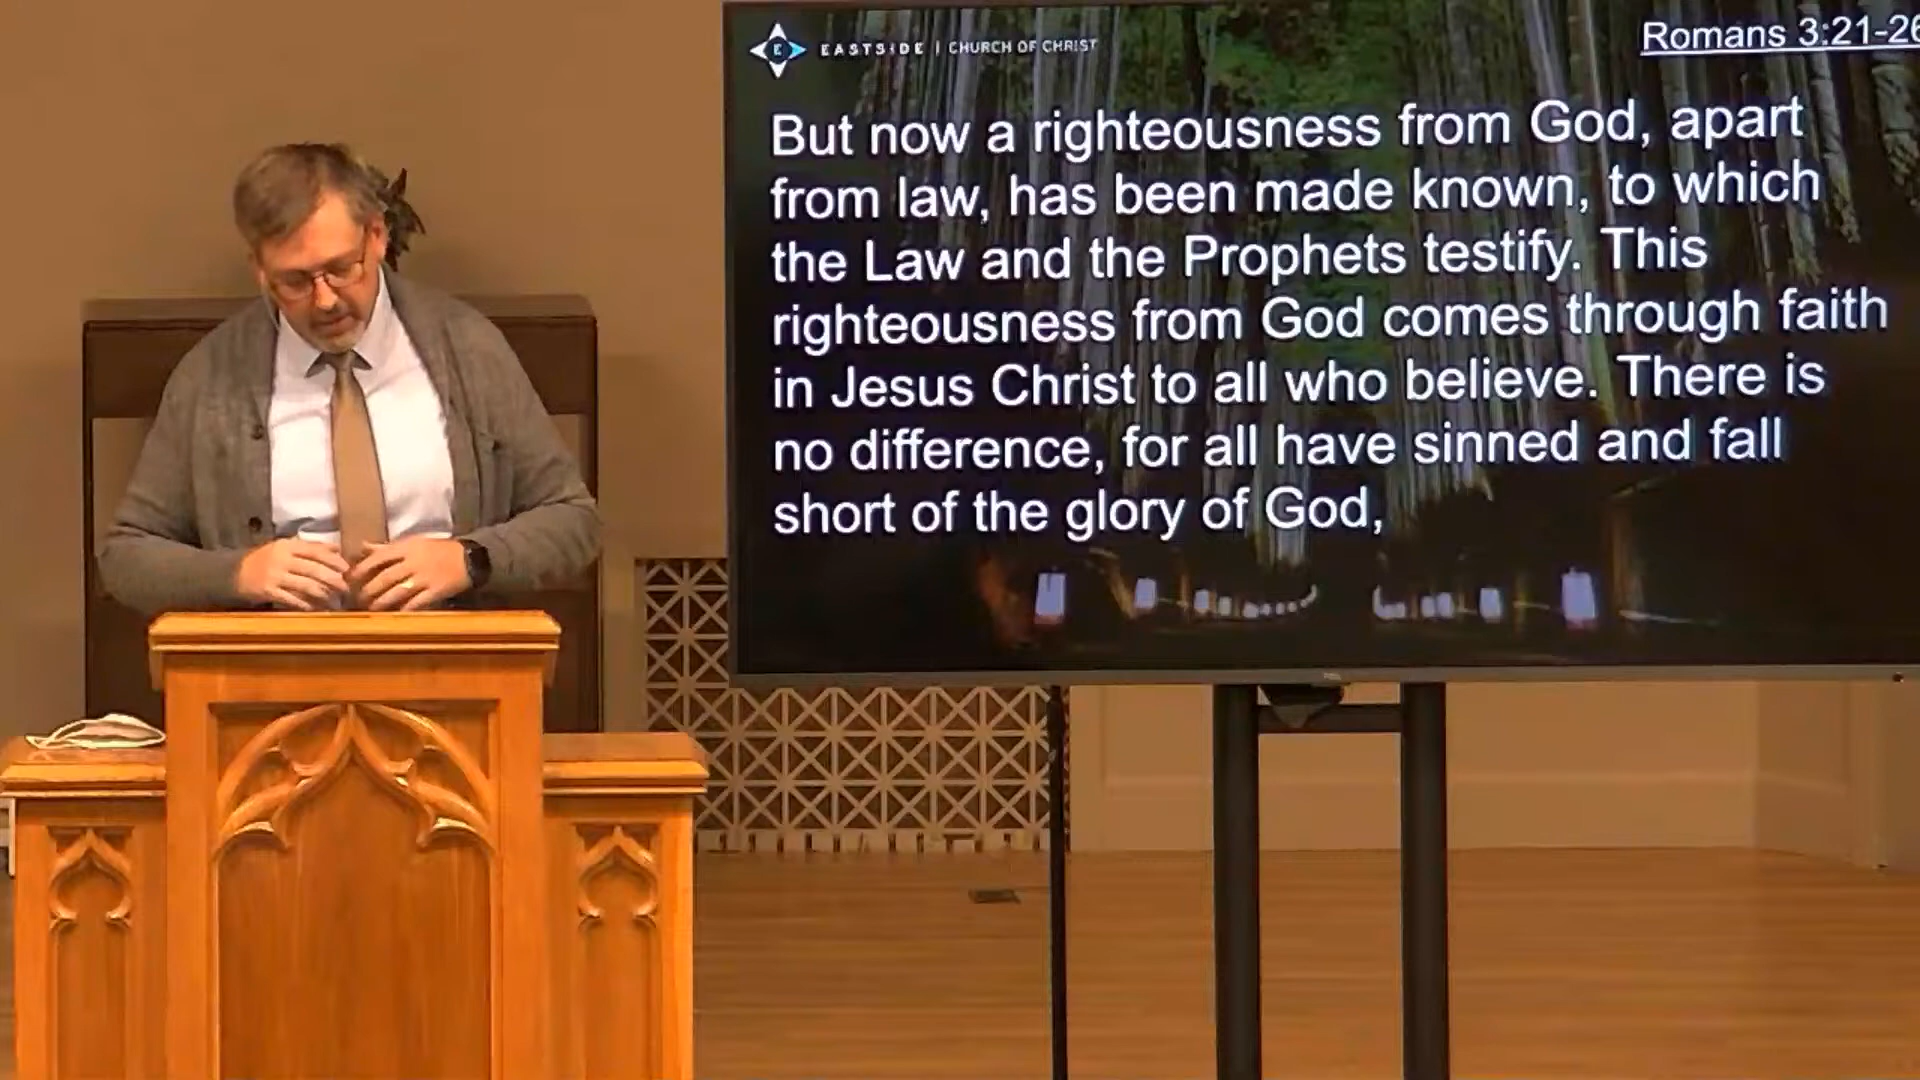 EASTSIDE | CHURCH OF CHRIST
Romans 3:21-26
But now a righteousness from God, apart
from law, has been made known, to which
the Law and the Prophets testify. This
righteousness from God comes through faith
in Jesus Christ to all who believe. There is
no difference, for all have sinned and fall
short of the glory of God,